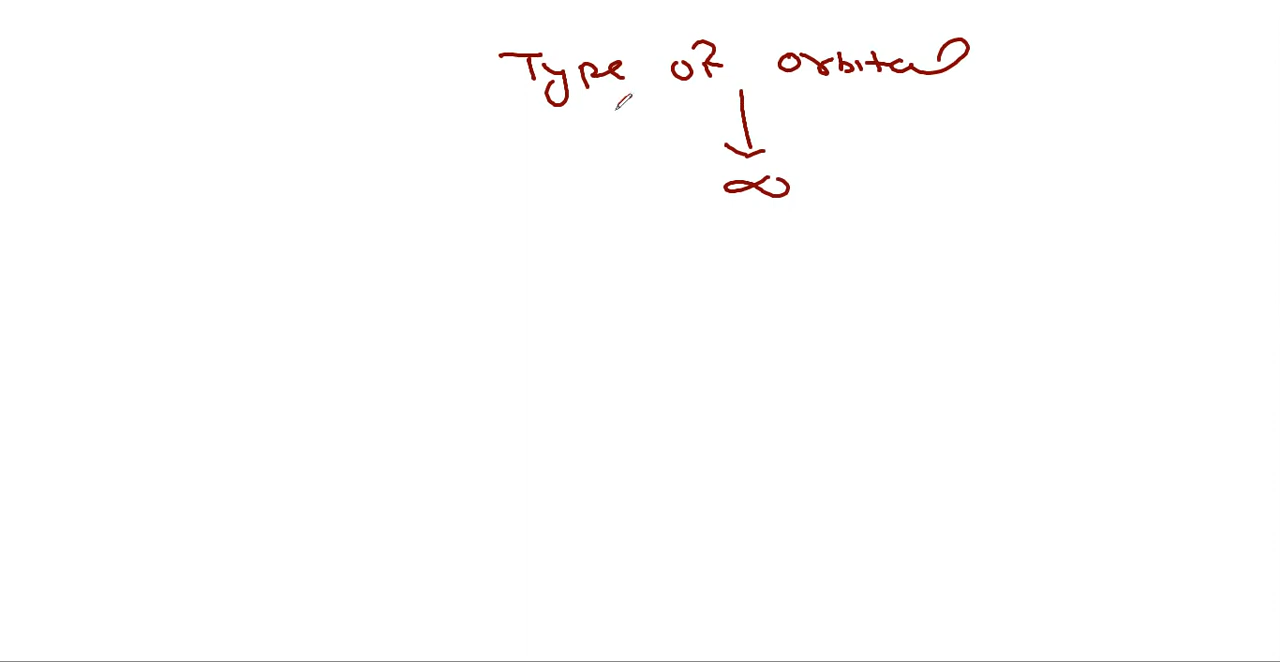 Type of orbital
↓
∞